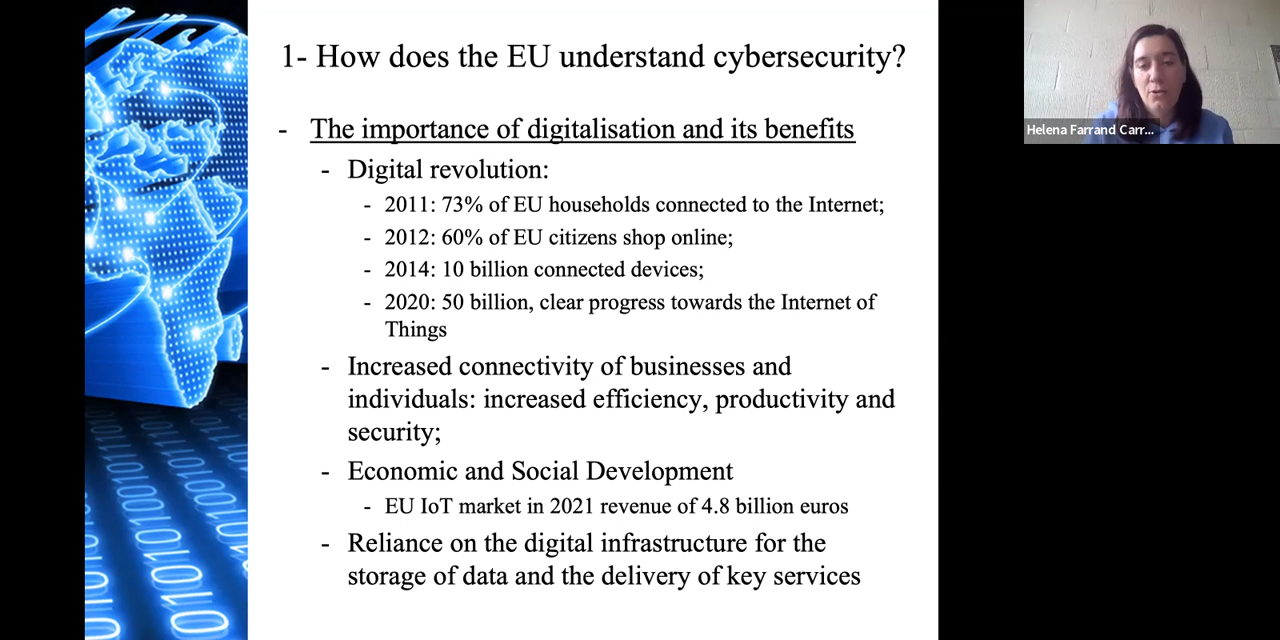 1- How does the EU understand cybersecurity?
- The importance of digitalisation and its benefits
- Digital revolution:
- 2011: 73% of EU households connected to the Internet;
- 2012: 60% of EU citizens shop online;
- 2014: 10 billion connected devices;
- 2020: 50 billion, clear progress towards the Internet of
Things
- Increased connectivity of businesses and
individuals: increased efficiency, productivity and
security;
- Economic and Social Development
- EU IoT market in 2021 revenue of 4.8 billion euros
- Reliance on the digital infrastructure for the
storage of data and the delivery of key services
Helena Farrand Carr...